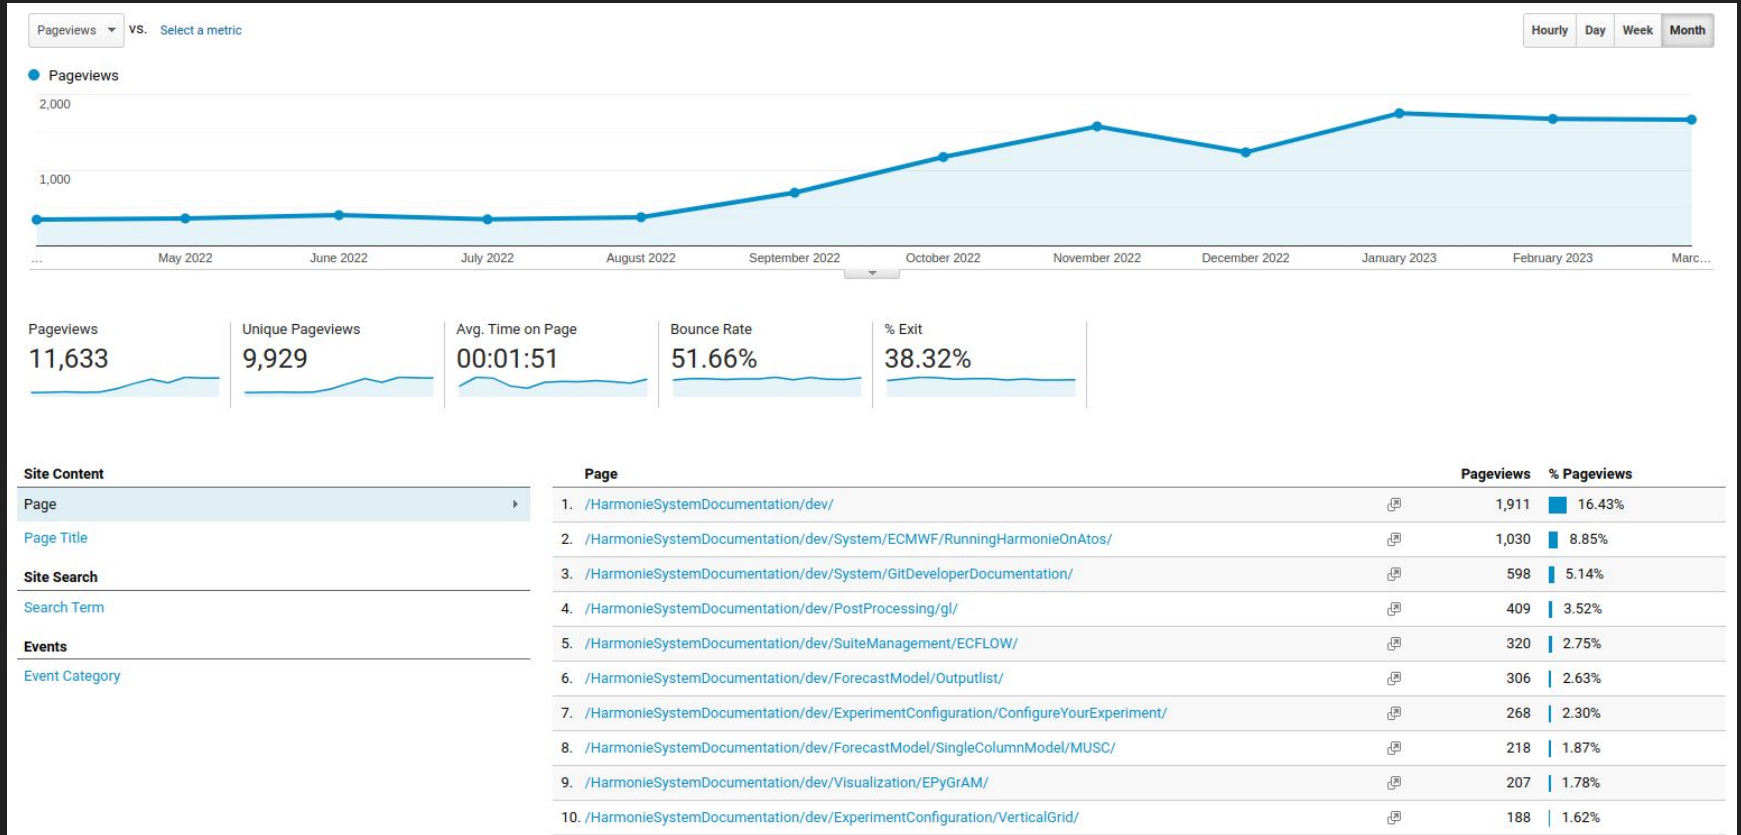 Pageviews VS. Select a metric Hourly Day Week Month
Pageviews
2,000
1,000
... May 2022 June 2022 July 2022 August 2022 September 2022 October 2022 November 2022 December 2022 January 2023 February 2023 Marc...
Pageviews Unique Pageviews Avg. Time on Page Bounce Rate % Exit
11,633 9,929 00:01:51 51.66% 38.32%
Site Content
Page
Page Title
Site Search
Search Term
Events
Event Category
Page Pageviews % Pageviews
1. /HarmonieSystemDocumentation/dev/ 1,911 16.43%
2. /HarmonieSystemDocumentation/dev/System/ECMWF/RunningHarmonieOnAtos/ 1,030 8.85%
3. /HarmonieSystemDocumentation/dev/System/GitDeveloperDocumentation/ 598 5.14%
4. /HarmonieSystemDocumentation/dev/PostProcessing/gl/ 409 3.52%
5. /HarmonieSystemDocumentation/dev/SuiteManagement/ECFLOW/ 320 2.75%
6. /HarmonieSystemDocumentation/dev/ForecastModel/Outputlist/ 306 2.63%
7. /HarmonieSystemDocumentation/dev/ExperimentConfiguration/ConfigureYourExperiment/ 268 2.30%
8. /HarmonieSystemDocumentation/dev/ForecastModel/SingleColumnModel/MUSC/ 218 1.87%
9. /HarmonieSystemDocumentation/dev/Visualization/EPyGrAM/ 207 1.78%
10. /HarmonieSystemDocumentation/dev/ExperimentConfiguration/VerticalGrid/ 188 1.62%